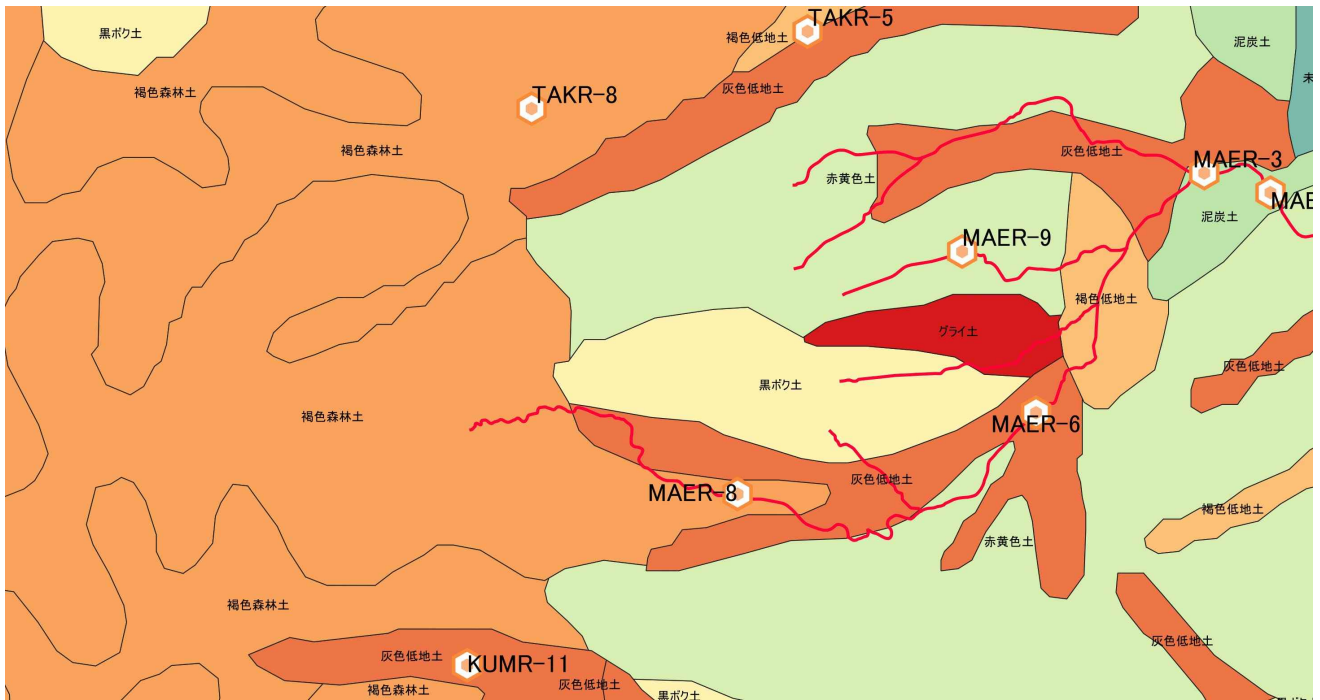 TAKR-5
黒ボク土
褐色低地土
泥炭土
未
褐色森林土
灰色低地土
TAKR-8
褐色森林土
灰色低地土
MAER-3
赤黄色土
MAE
泥炭土
MAER-9
褐色低地土
グライ土
灰色低地土
黒ボク土
褐色森林土
MAER-6
灰色低地土
MAER-8
褐色低地土
赤黄色土
褐色森林土
灰色低地土
灰色低地土
KUMR-11
灰色低地土
褐色森林土
黒ボク土